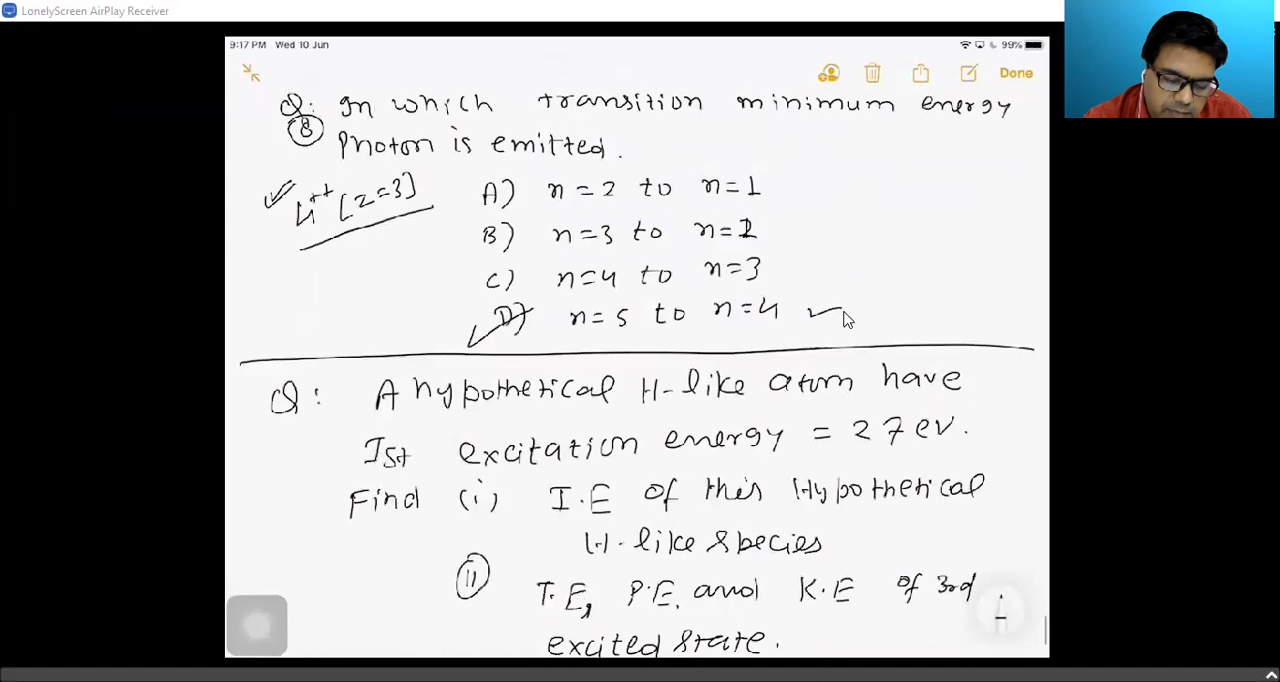 LonelyScreen AirPlay Receiver
9:17 PM Wed 10 Jun
99%
Done
Q: In which transition minimum energy
8 Photon is emitted.
Li++ [z=3]
A) n = 2 to n=1
B) n=3 to n=2
C) n=4 to n=3
D) n=5 to n=4
Q: A hypothetical H-like atom have
Ist excitation energy = 27 eV.
Find (i) I.E of this Hypothetical
H-like species
(ii) T.E, P.E. and K.E of 3rd
excited state.